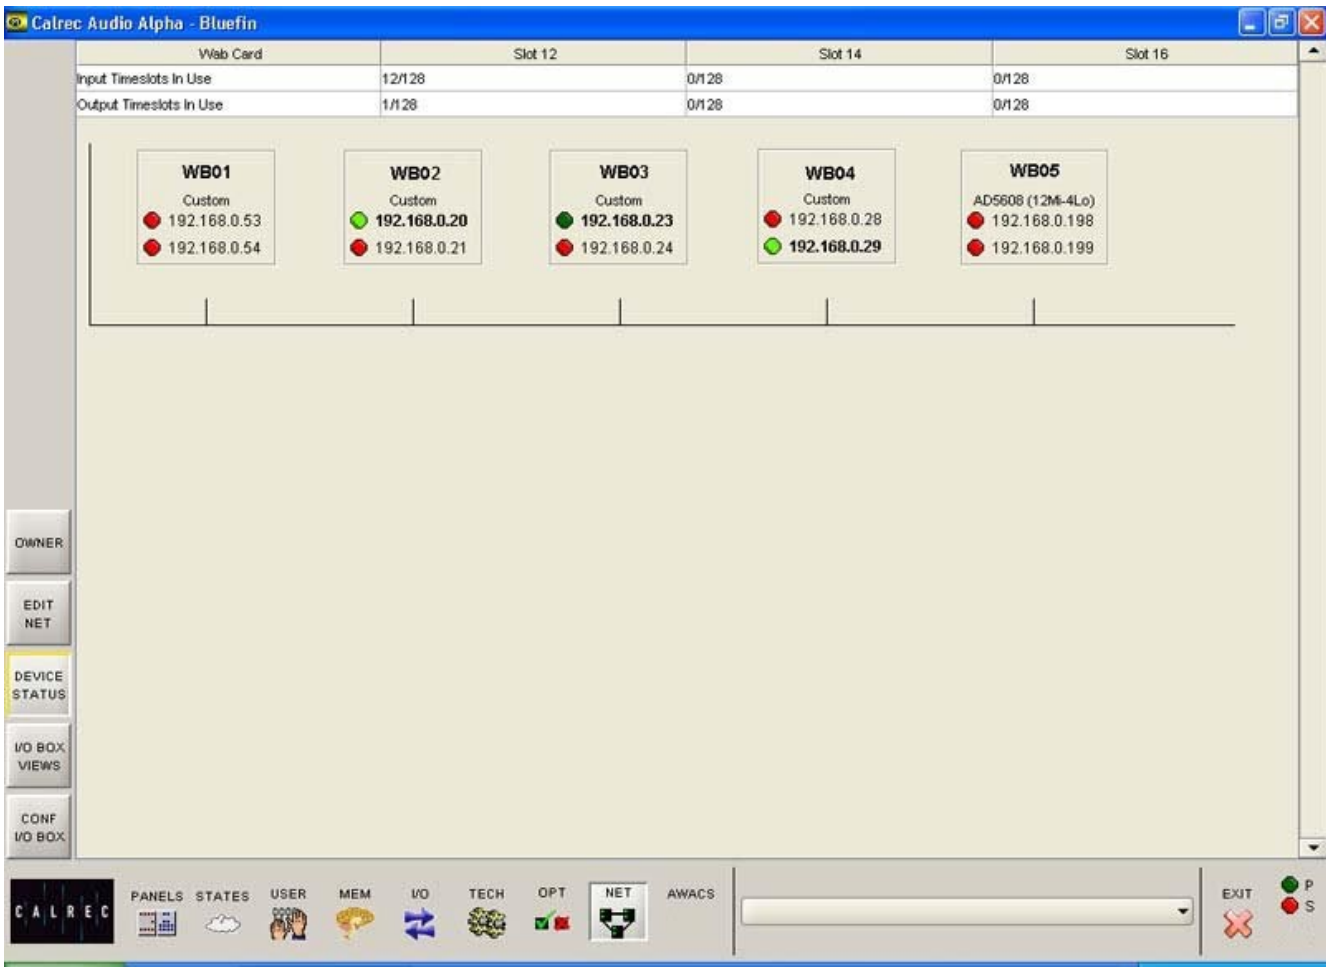 Calrec Audio Alpha - Bluefin
Wab Card Slot 12 Slot 14 Slot 16
Input Timeslots In Use 12/128 0/128 0/128
Output Timeslots In Use 1/128 0/128 0/128
WB01 WB02 WB03 WB04 WB05
Custom Custom Custom Custom AD5608 (12Mi-4Lo)
192.168.0.53 192.168.0.20 192.168.0.23 192.168.0.28 192.168.0.198
192.168.0.54 192.168.0.21 192.168.0.24 192.168.0.29 192.168.0.199
OWNER
EDIT
NET
DEVICE
STATUS
I/O BOX
VIEWS
CONF
I/O BOX
CALREC PANELS STATES USER MEM I/O TECH OPT NET AWACS EXIT P
S